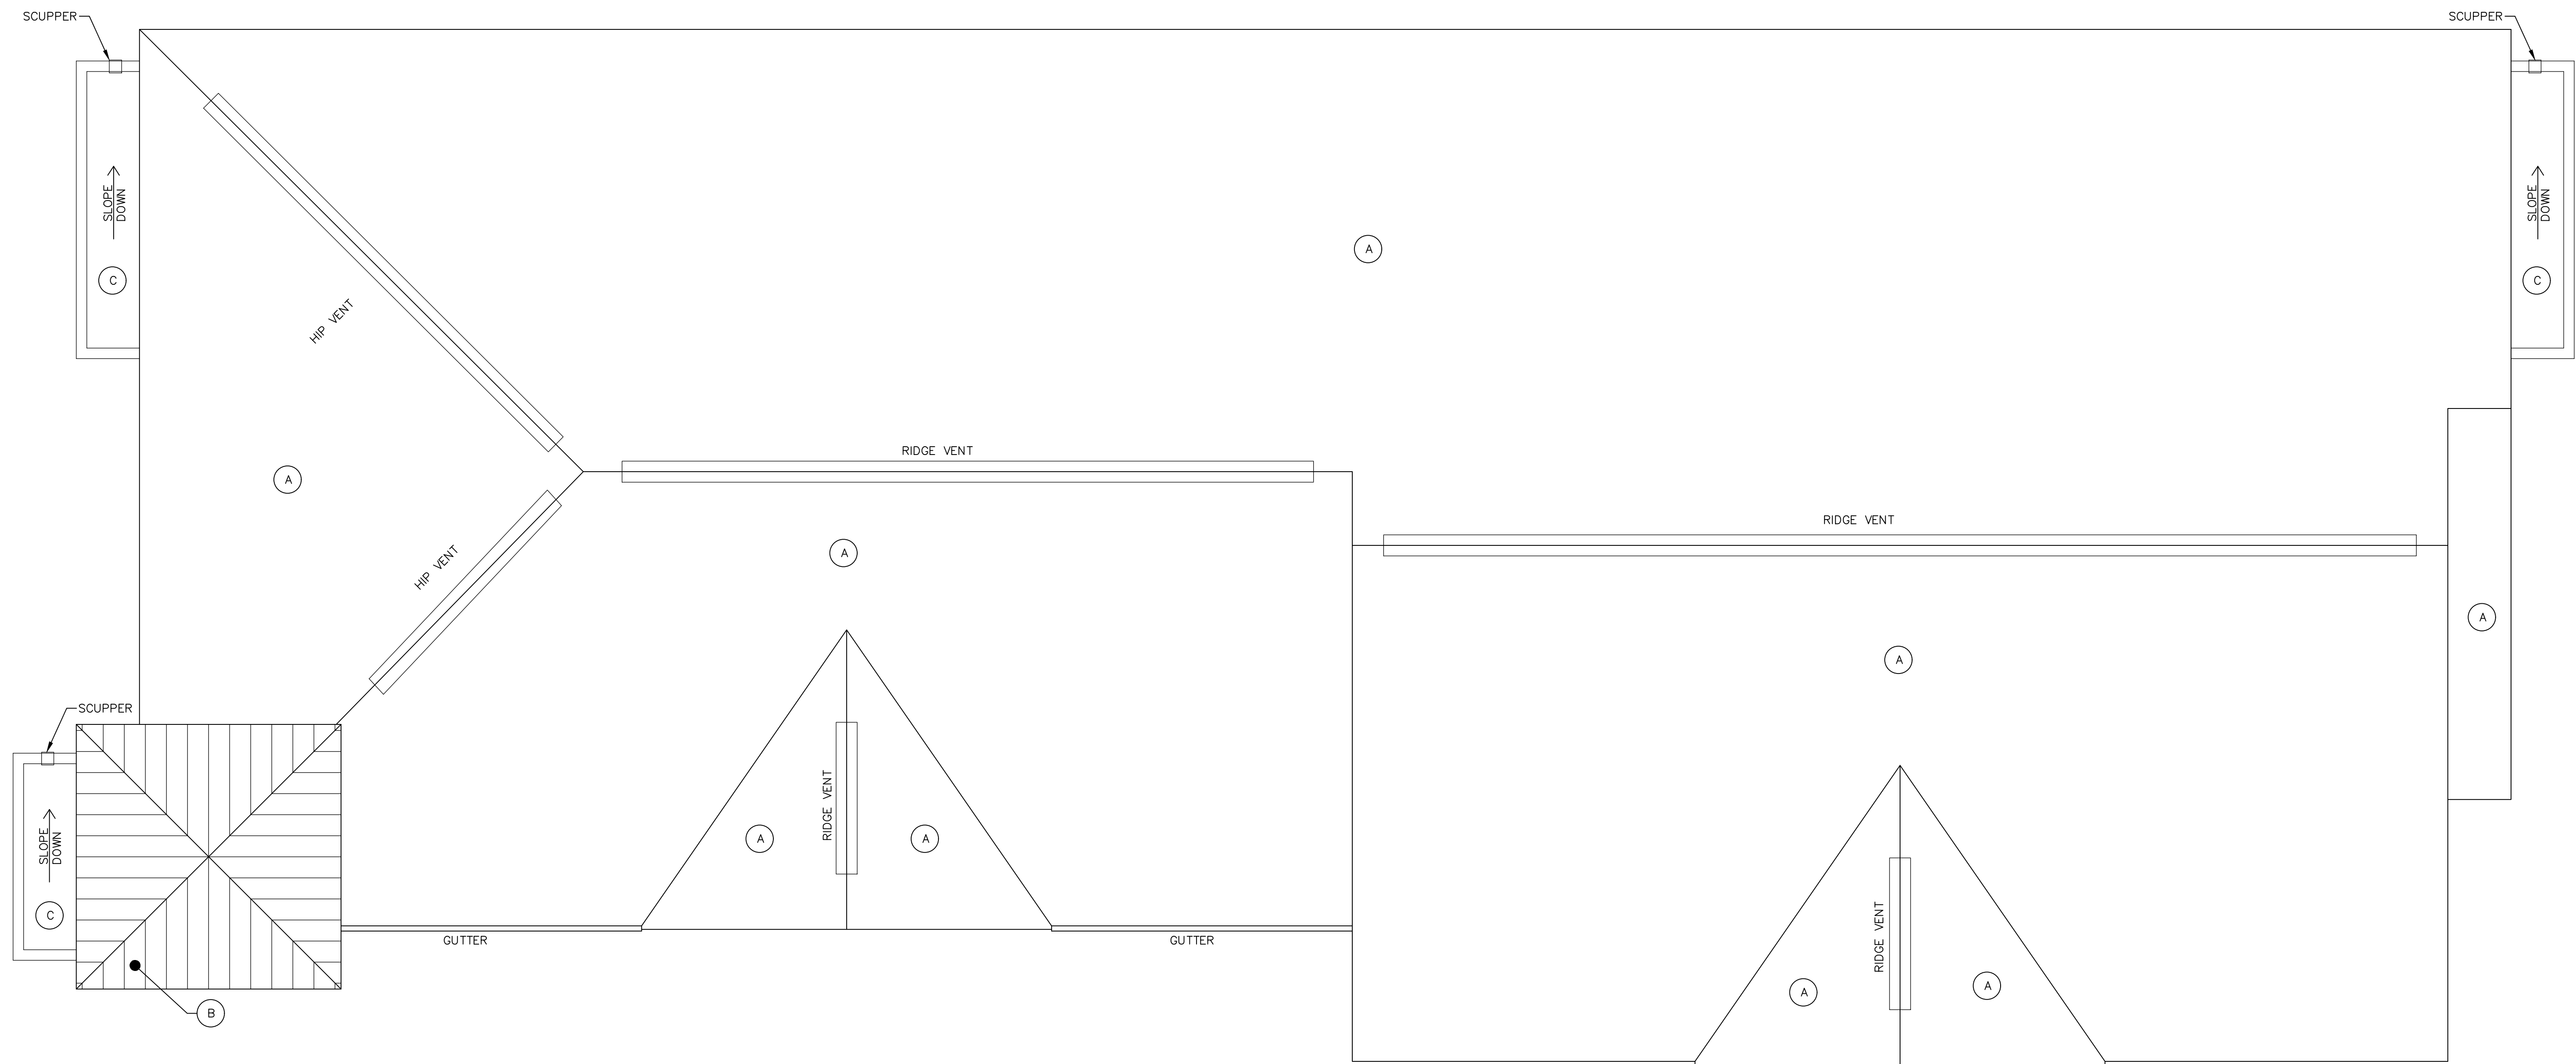 SCUPPER
SCUPPER
SLOPE
DOWN
SLOPE
DOWN
A
C
C
HIP VENT
RIDGE VENT
A
RIDGE VENT
A
HIP VENT
A
A
SCUPPER
RIDGE VENT
A
A
SLOPE
DOWN
C
RIDGE VENT
GUTTER
GUTTER
A
A
B